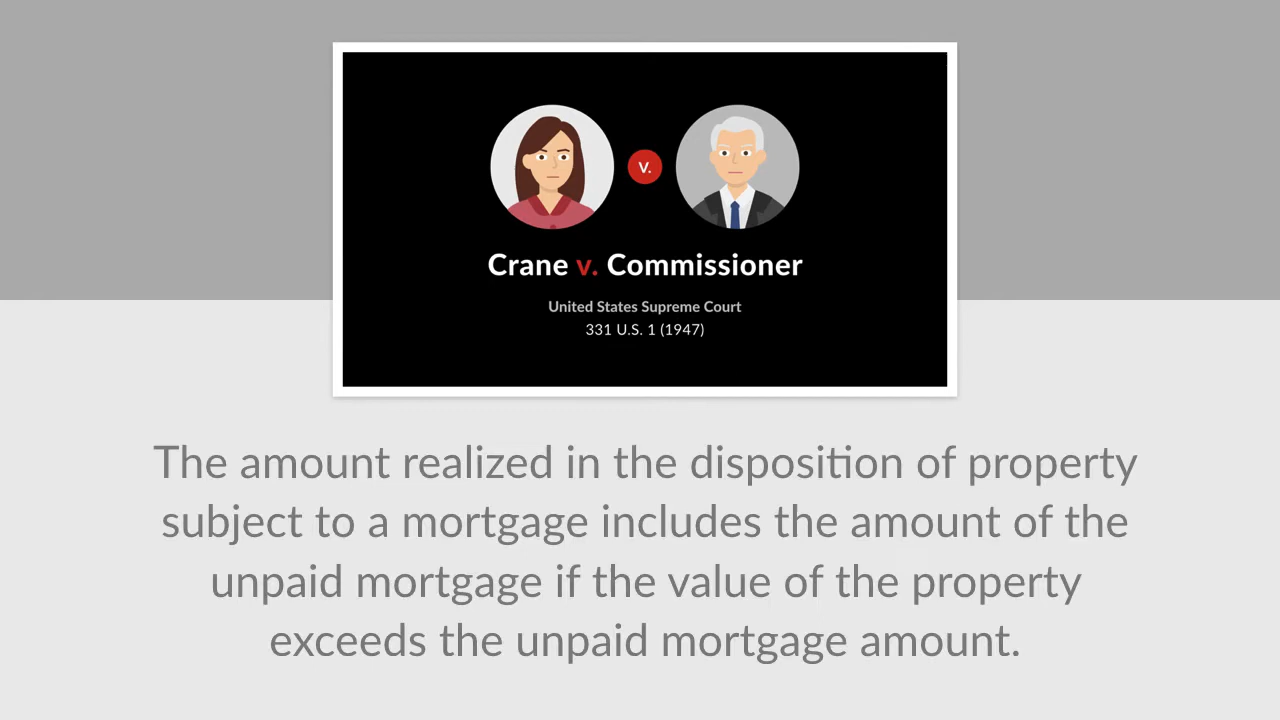 v.
Crane v. Commissioner
United States Supreme Court
331 U.S. 1 (1947)
The amount realized in the disposition of property
subject to a mortgage includes the amount of the
unpaid mortgage if the value of the property
exceeds the unpaid mortgage amount.